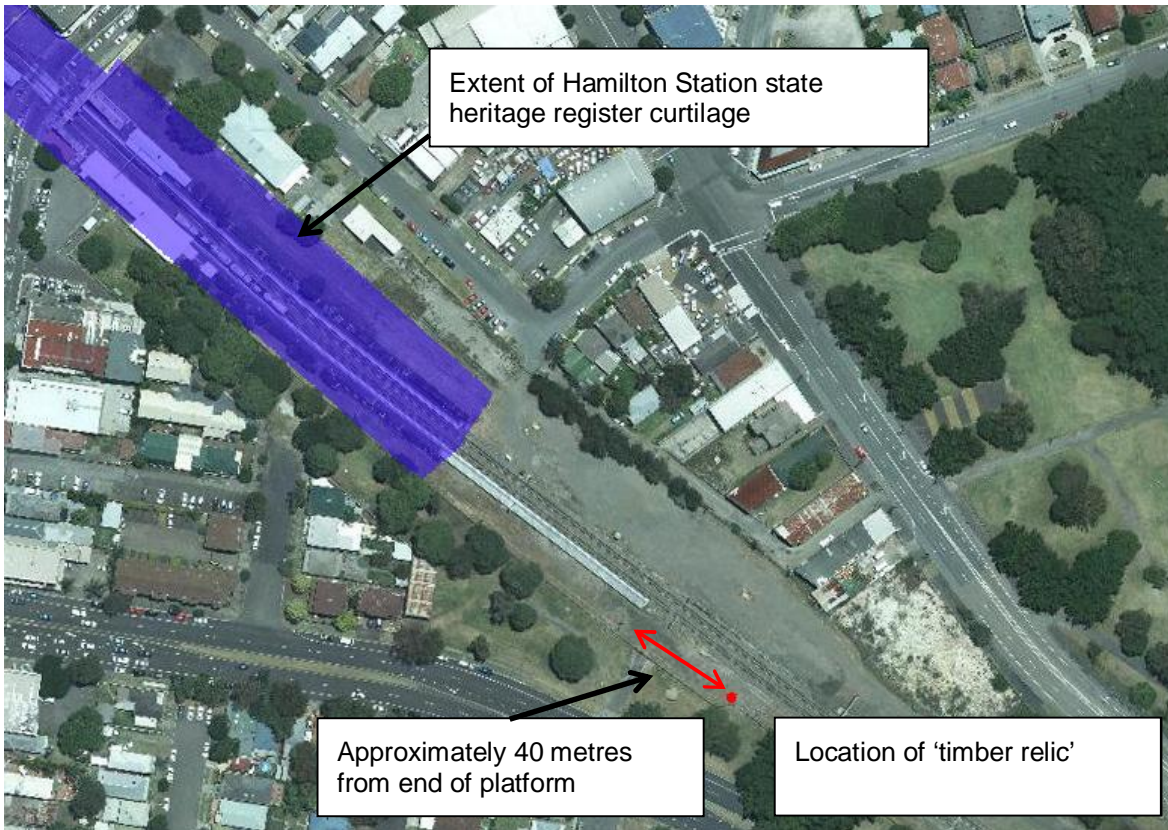 Extent of Hamilton Station state
heritage register curtilage
Approximately 40 metres
from end of platform
Location of ‘timber relic’